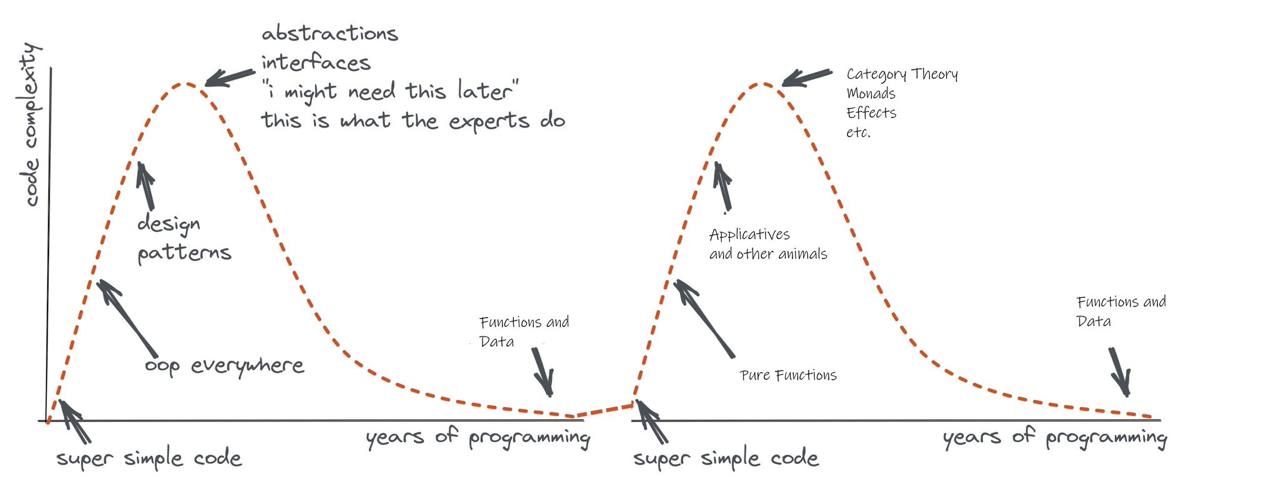 code complexity
abstractions
interfaces
"i might need this later"
this is what the experts do
design
patterns
oop everywhere
super simple code
Functions and
Data
years of programming
Category Theory
Monads
Effects
etc.
Applicatives
and other animals
Pure Functions
super simple code
Functions and
Data
years of programming